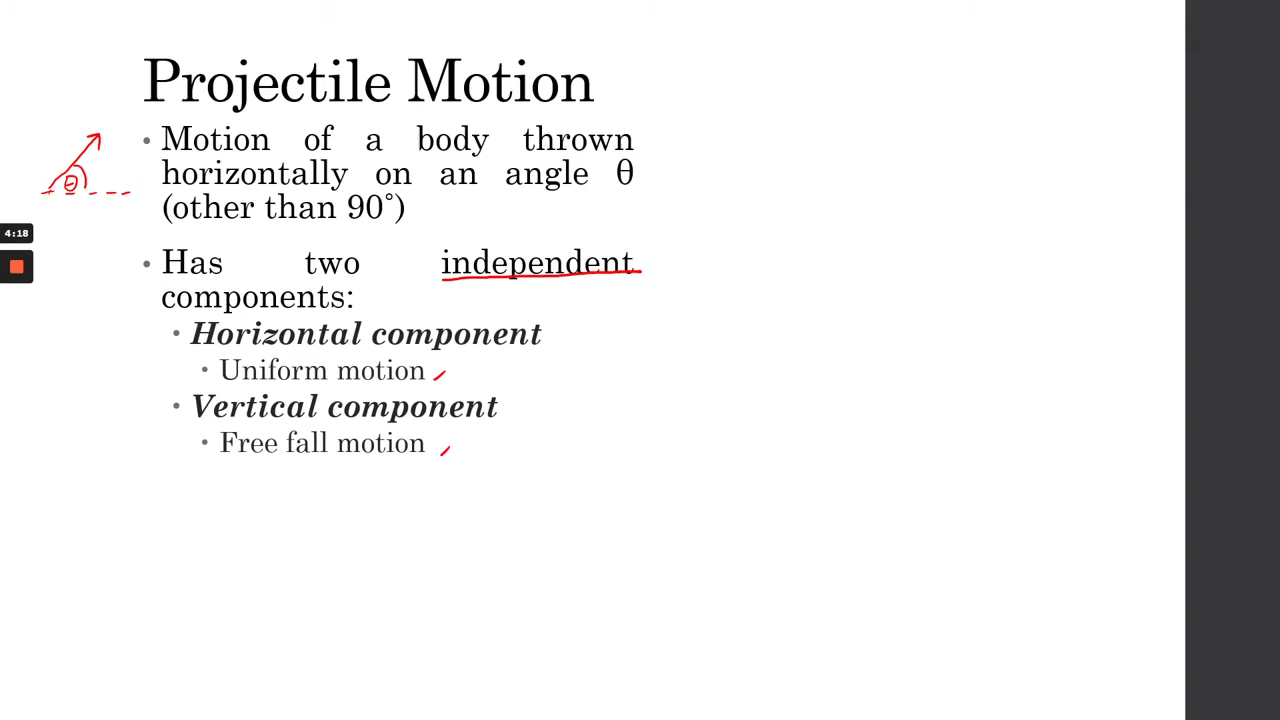 Projectile Motion
• Motion of a body thrown
horizontally on an angle θ
(other than 90˚)
θ
4:18
• Has two independent
components:
• Horizontal component
• Uniform motion
• Vertical component
• Free fall motion